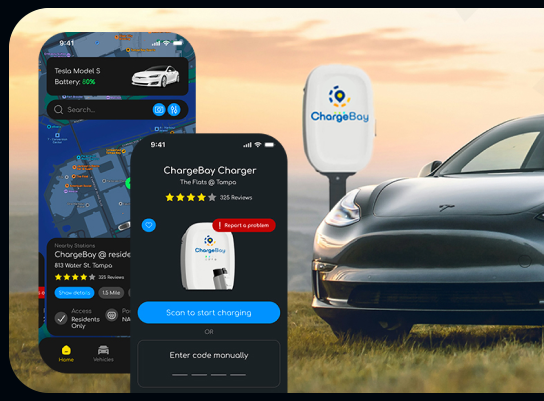 9:41
Tesla Model S
Battery: 80%
Search...
Nearby Stations
ChargeBay @ reside
813 Water St. Tampa
325 Reviews
Show details
1.5 Mile
Access
Residents
Only
NA
Home
Vehicles
9:41
ChargeBay Charger
The Flats @ Tampa
325 Reviews
Report a problem
ChargeBay
Scan to start charging
OR
Enter code manually
ChargeBay